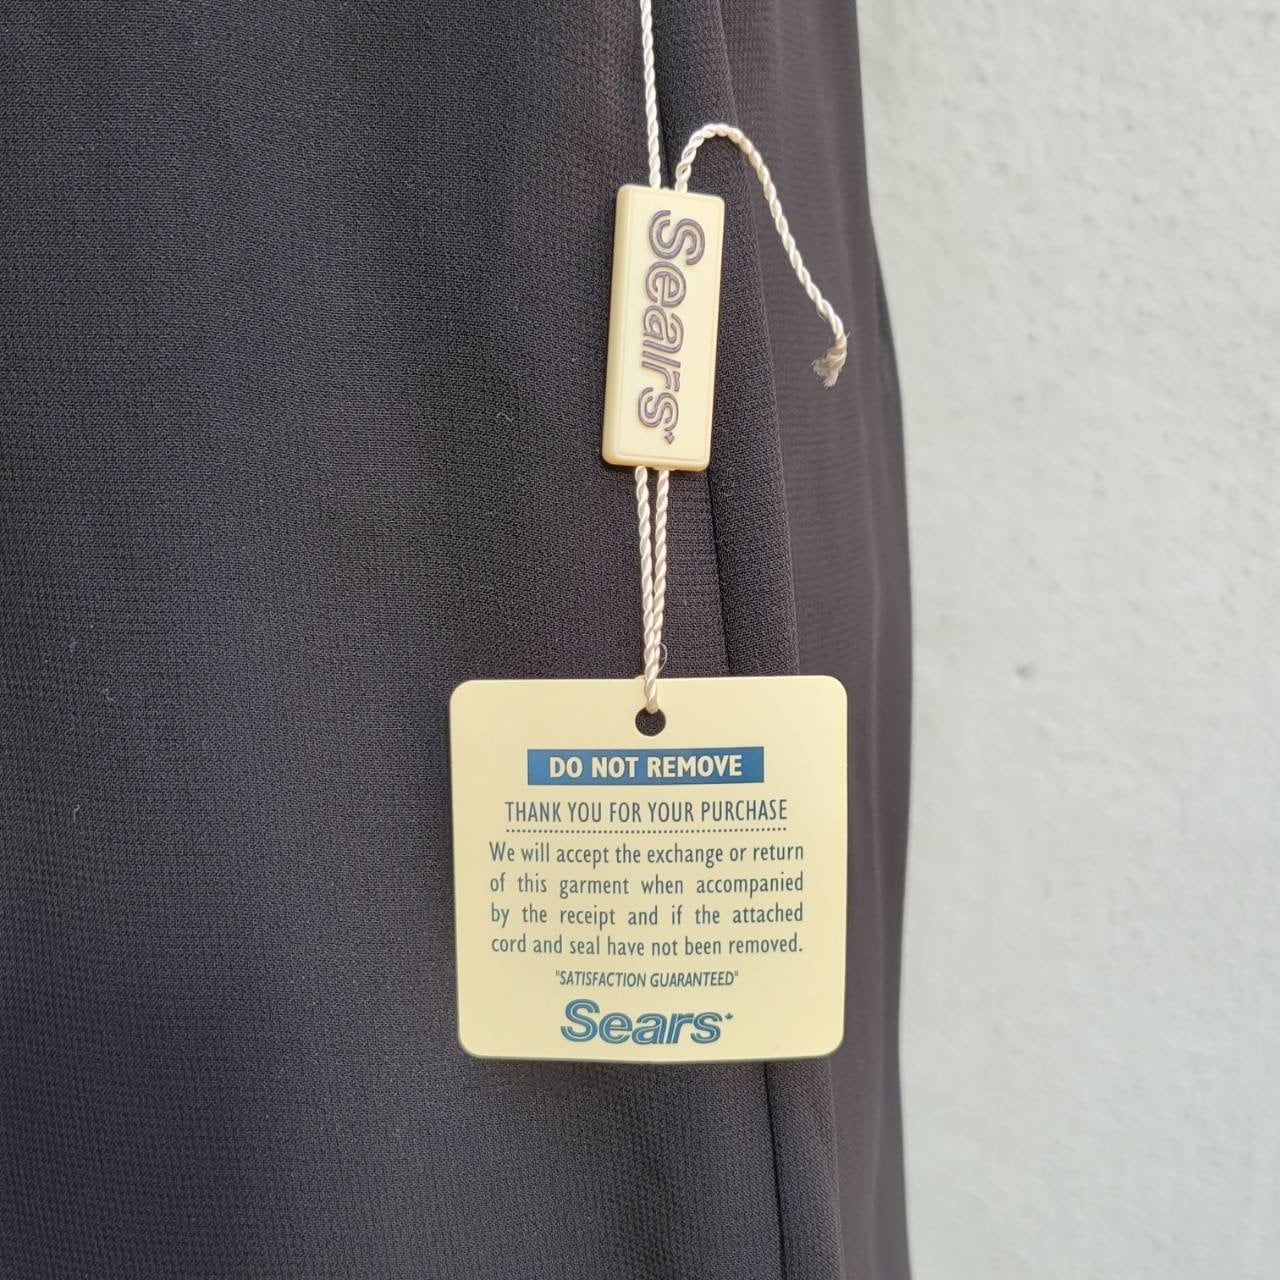 Sears
DO NOT REMOVE
THANK YOU FOR YOUR PURCHASE
We will accept the exchange or return
of this garment when accompanied
by the receipt and if the attached
cord and seal have not been removed.
"SATISFACTION GUARANTEED"
Sears